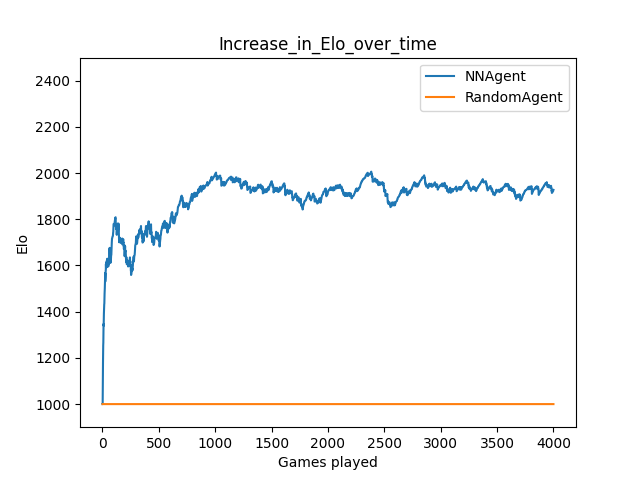 Increase_in_Elo_over_time
NNAgent
RandomAgent
Elo
2400
2200
2000
1800
1600
1400
1200
1000
0 500 1000 1500 2000 2500 3000 3500 4000
Games played